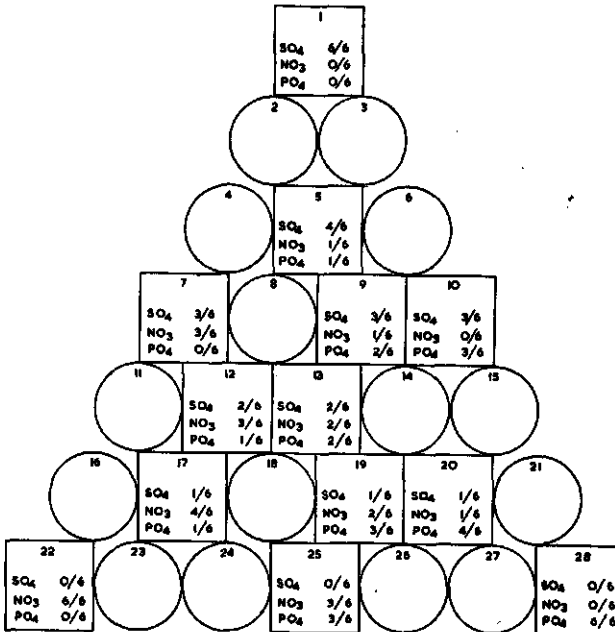 1
SO₄ 6/6
NO₃ 0/6
PO₄ 0/6
2
3
4
5
SO₄ 4/6
NO₃ 1/6
PO₄ 1/6
6
7
SO₄ 3/6
NO₃ 3/6
PO₄ 0/6
8
9
SO₄ 3/6
NO₃ 1/6
PO₄ 2/6
10
SO₄ 3/6
NO₃ 0/6
PO₄ 3/6
11
12
SO₄ 2/6
NO₃ 3/6
PO₄ 1/6
13
SO₄ 2/6
NO₃ 2/6
PO₄ 2/6
14
15
16
17
SO₄ 1/6
NO₃ 4/6
PO₄ 1/6
18
19
SO₄ 1/6
NO₃ 2/6
PO₄ 3/6
20
SO₄ 1/6
NO₃ 1/6
PO₄ 4/6
21
22
SO₄ 0/6
NO₃ 6/6
PO₄ 0/6
23
24
25
SO₄ 0/6
NO₃ 3/6
PO₄ 3/6
26
27
28
SO₄ 0/6
NO₃ 0/6
PO₄ 6/6